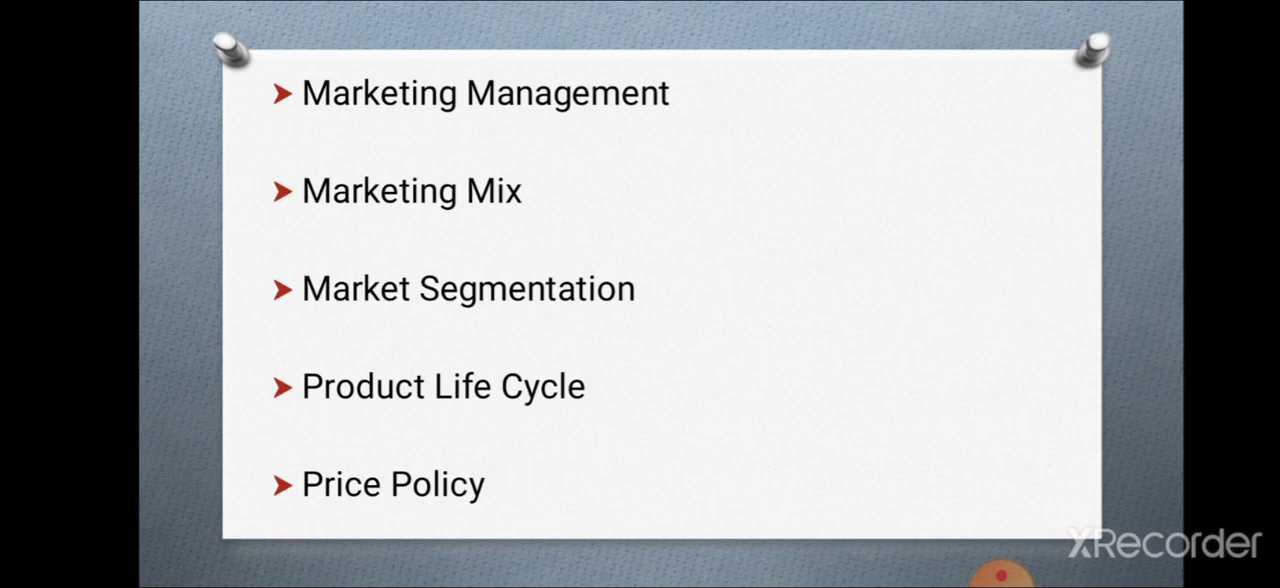 Marketing Management
Marketing Mix
Market Segmentation
Product Life Cycle
Price Policy
XRecorder